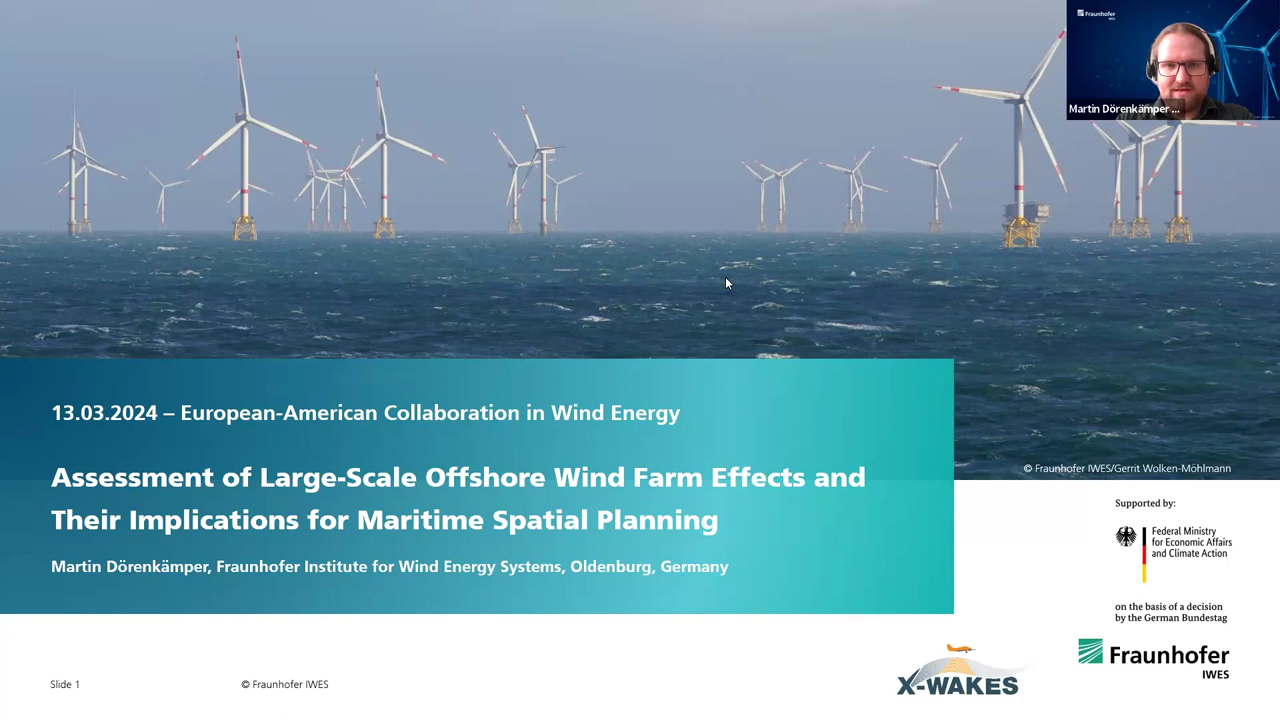 Fraunhofer
IWES
Martin Dörenkämper ...
13.03.2024 – European-American Collaboration in Wind Energy
Assessment of Large-Scale Offshore Wind Farm Effects and
Their Implications for Maritime Spatial Planning
Martin Dörenkämper, Fraunhofer Institute for Wind Energy Systems, Oldenburg, Germany
© Fraunhofer IWES/Gerrit Wolken-Möhlmann
Supported by:
Federal Ministry
for Economic Affairs
and Climate Action
on the basis of a decision
by the German Bundestag
Fraunhofer
IWES
X-WAKES
Slide 1
© Fraunhofer IWES